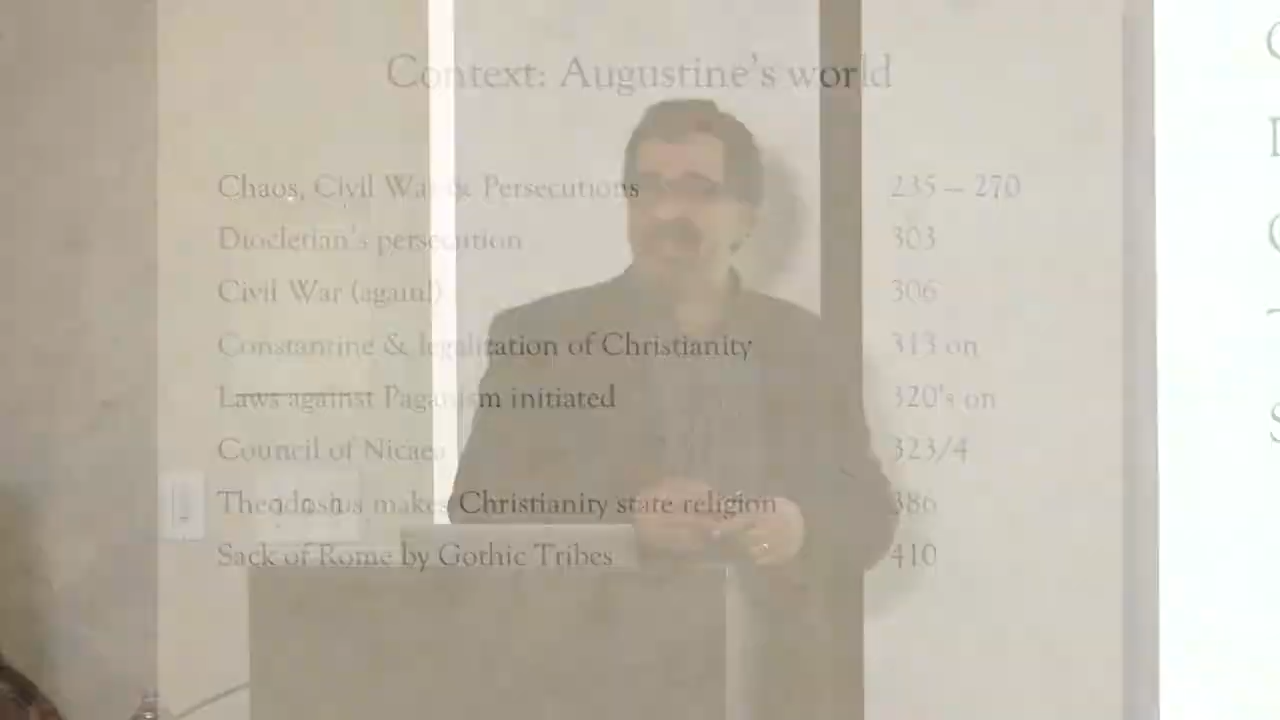 Context: Augustine's world
Chaos, Civil War & Persecutions 235 – 270
Diocletian's persecution 303
Civil War (again!) 306
Constantine & legalization of Christianity 313 on
Laws against Paganism initiated 320's on
Council of Nicaea 323/4
Theodosius makes Christianity state religion 386
Sack of Rome by Gothic Tribes 410